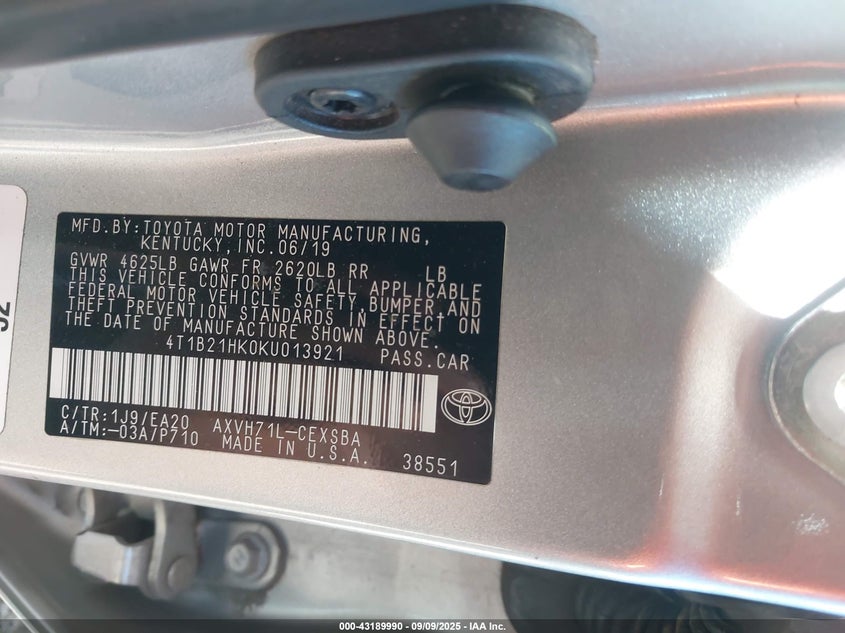 MFD.BY:TOYOTA MOTOR MANUFACTURING,
KENTUCKY, INC. 06/19
GVWR 4625LB GAWR FR 2620LB RR LB
THIS VEHICLE CONFORMS TO ALL APPLICABLE
FEDERAL MOTOR VEHICLE SAFETY, BUMPER, AND
THEFT PREVENTION STANDARDS IN EFFECT ON
THE DATE OF MANUFACTURE SHOWN ABOVE.
4T1B21HK0KU013921 PASS.CAR
C/TR:1J9/EA20 AXVH71L-CEXSBA
A/TM:-03A/P710 MADE IN U.S.A. 38551
000-43189990 - 09/09/2025 - IAA Inc.